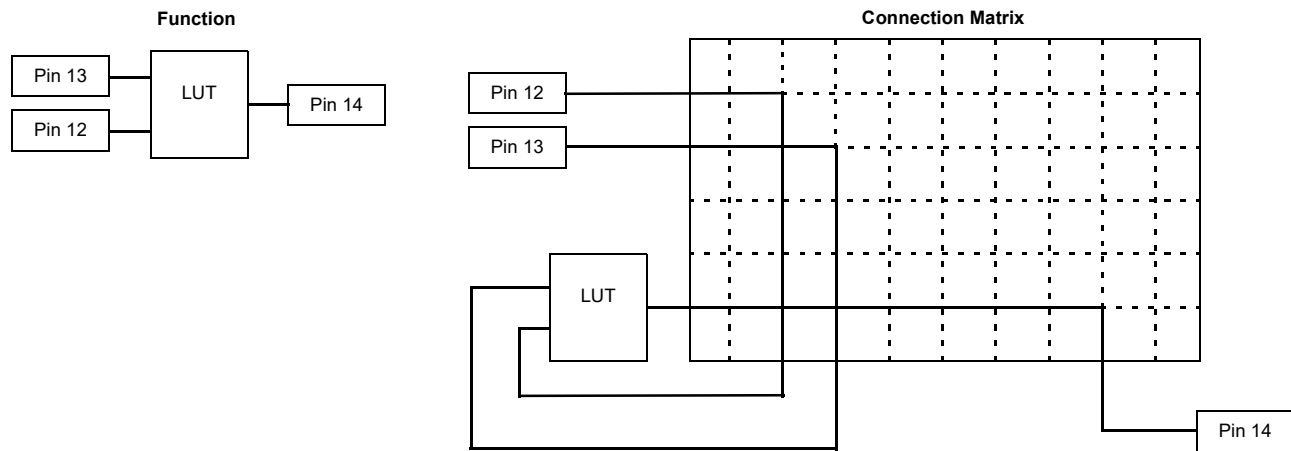 Function
Pin 13
Pin 12
LUT
Pin 14
Connection Matrix
Pin 12
Pin 13
LUT
Pin 14